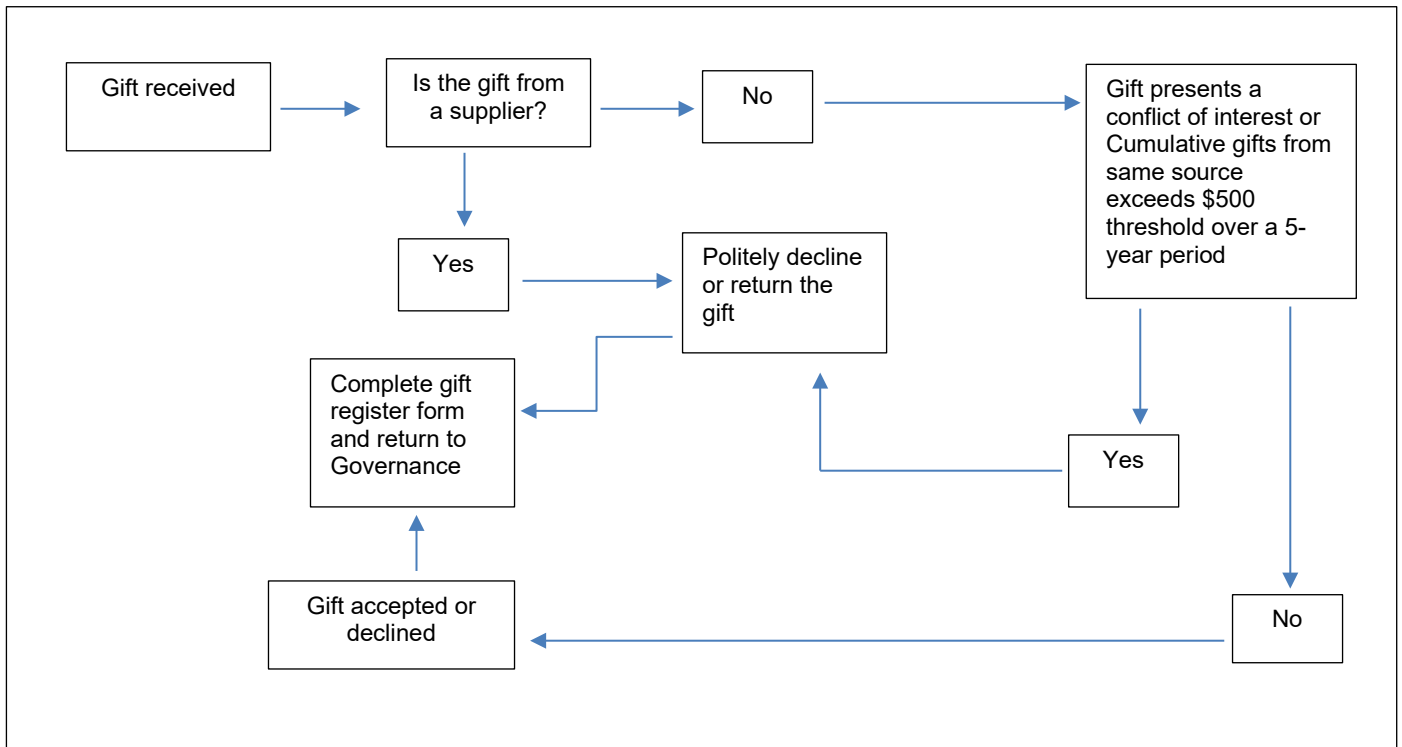 Gift received
Is the gift from
a supplier?
No
Gift presents a
conflict of interest or
Cumulative gifts from
same source
exceeds $500
threshold over a 5-
year period
Yes
Politely decline
or return the
gift
Complete gift
register form
and return to
Governance
Yes
Gift accepted or
declined
No